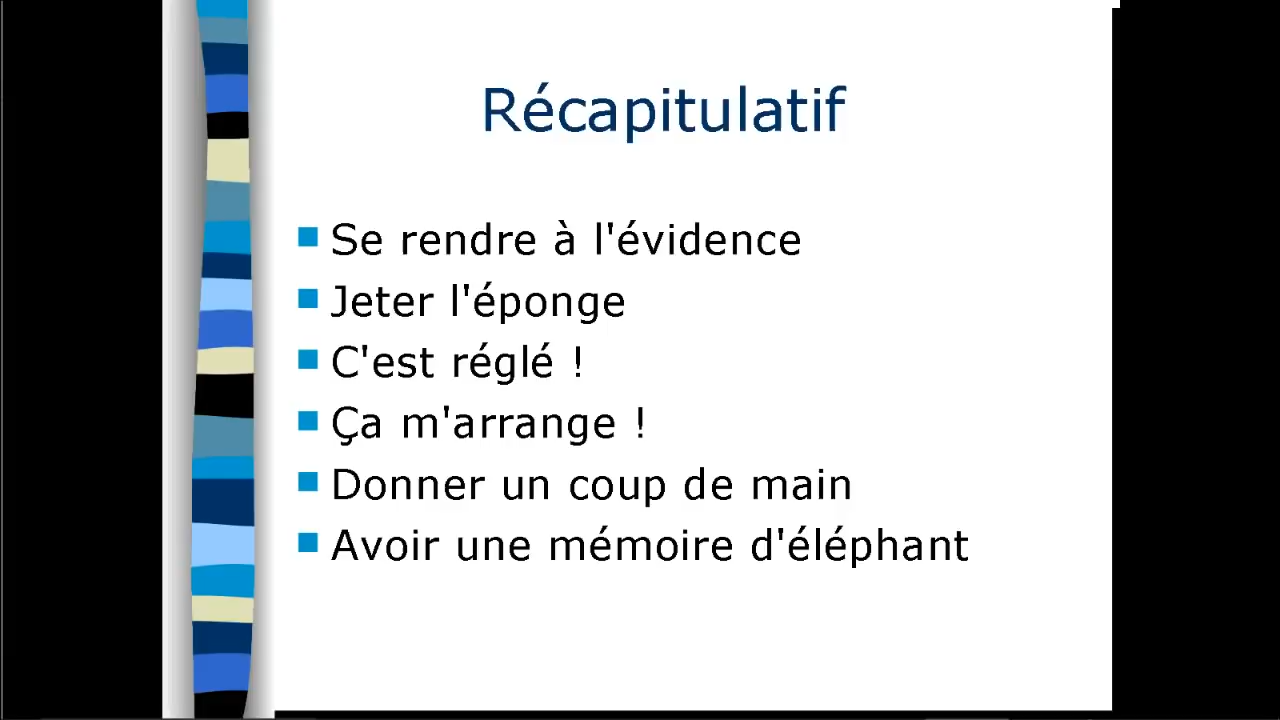 Récapitulatif
Se rendre à l'évidence
Jeter l'éponge
C'est réglé !
Ça m'arrange !
Donner un coup de main
Avoir une mémoire d'éléphant